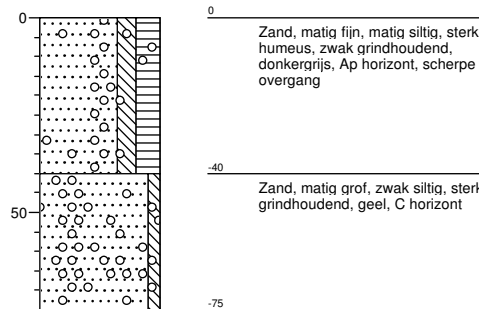 0
0
Zand, matig fijn, matig siltig, sterk
humeus, zwak grindhoudend,
donkergrijs, Ap horizont, scherpe
overgang
-40
Zand, matig grof, zwak siltig, sterk
grindhoudend, geel, C horizont
50
-75